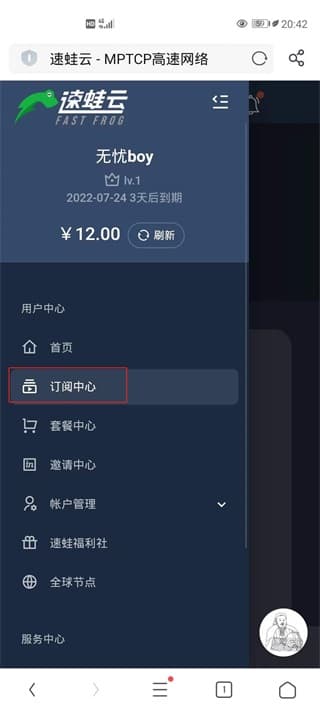 HD 4G 20:42
速蛙云 - MPTCP高速网络
速蛙云
FAST FROG
无忧boy
lv.1
2022-07-24 3天后到期
￥12.00 刷新
用户中心
首页
订阅中心
套餐中心
邀请中心
帐户管理
速蛙福利社
全球节点
服务中心
1